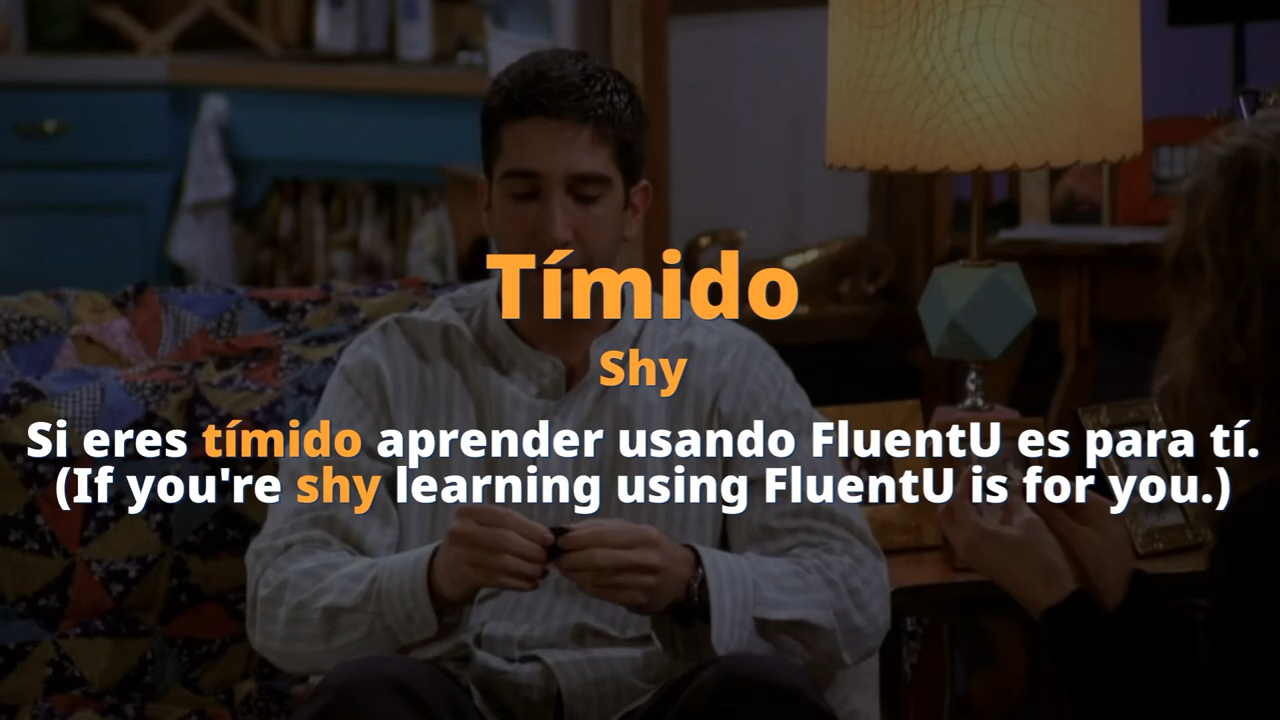 Tímido
Shy
Si eres tímido aprender usando FluentU es para tí.
(If you're shy learning using FluentU is for you.)